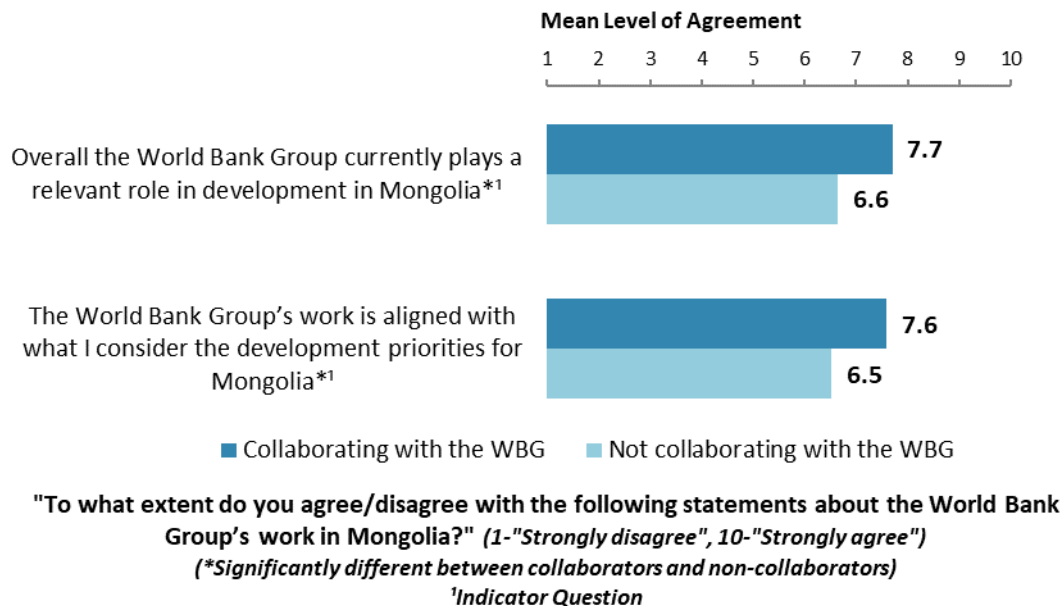 Mean Level of Agreement
1 2 3 4 5 6 7 8 9 10
Overall the World Bank Group currently plays a
relevant role in development in Mongolia*¹
7.7
6.6
The World Bank Group’s work is aligned with
what I consider the development priorities for
Mongolia*¹
7.6
6.5
Collaborating with the WBG Not collaborating with the WBG
"To what extent do you agree/disagree with the following statements about the World Bank
Group’s work in Mongolia?" (1-"Strongly disagree", 10-"Strongly agree")
(*Significantly different between collaborators and non-collaborators)
¹Indicator Question